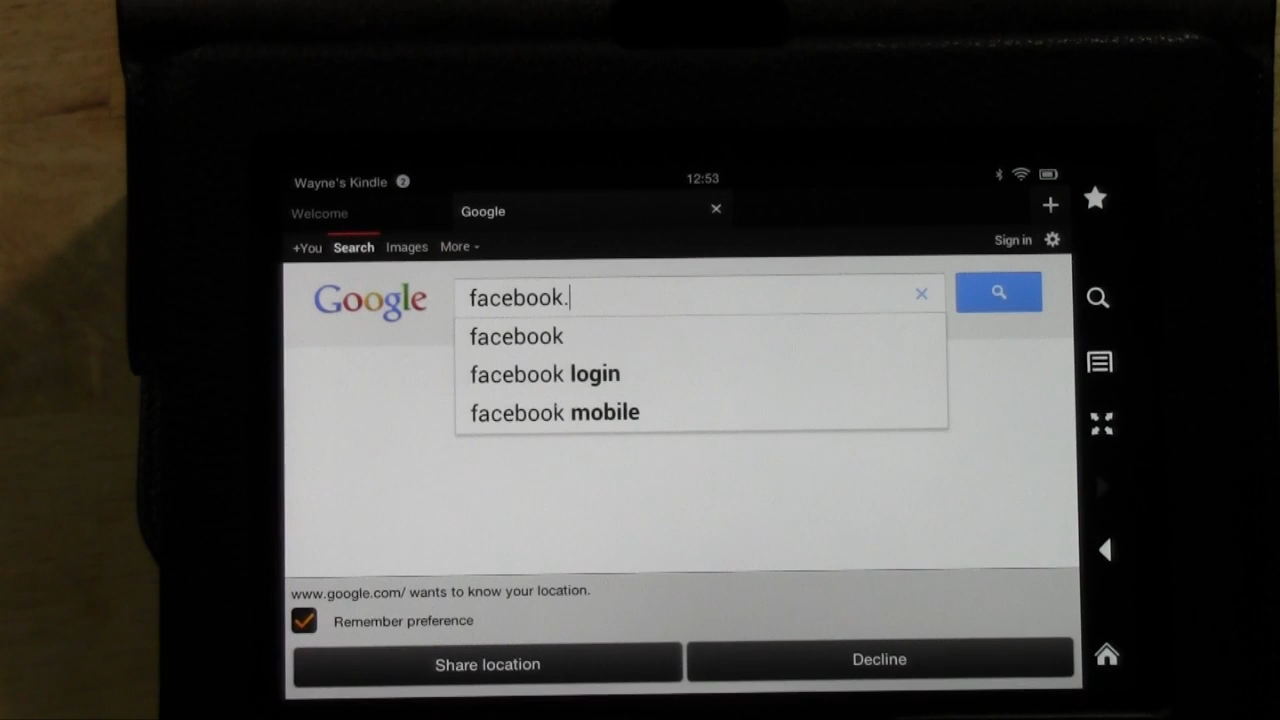 Wayne's Kindle 2 12:53
Welcome Google
+You Search Images More Sign in
Google facebook.
facebook
facebook login
facebook mobile
www.google.com/ wants to know your location.
Remember preference
Share location Decline